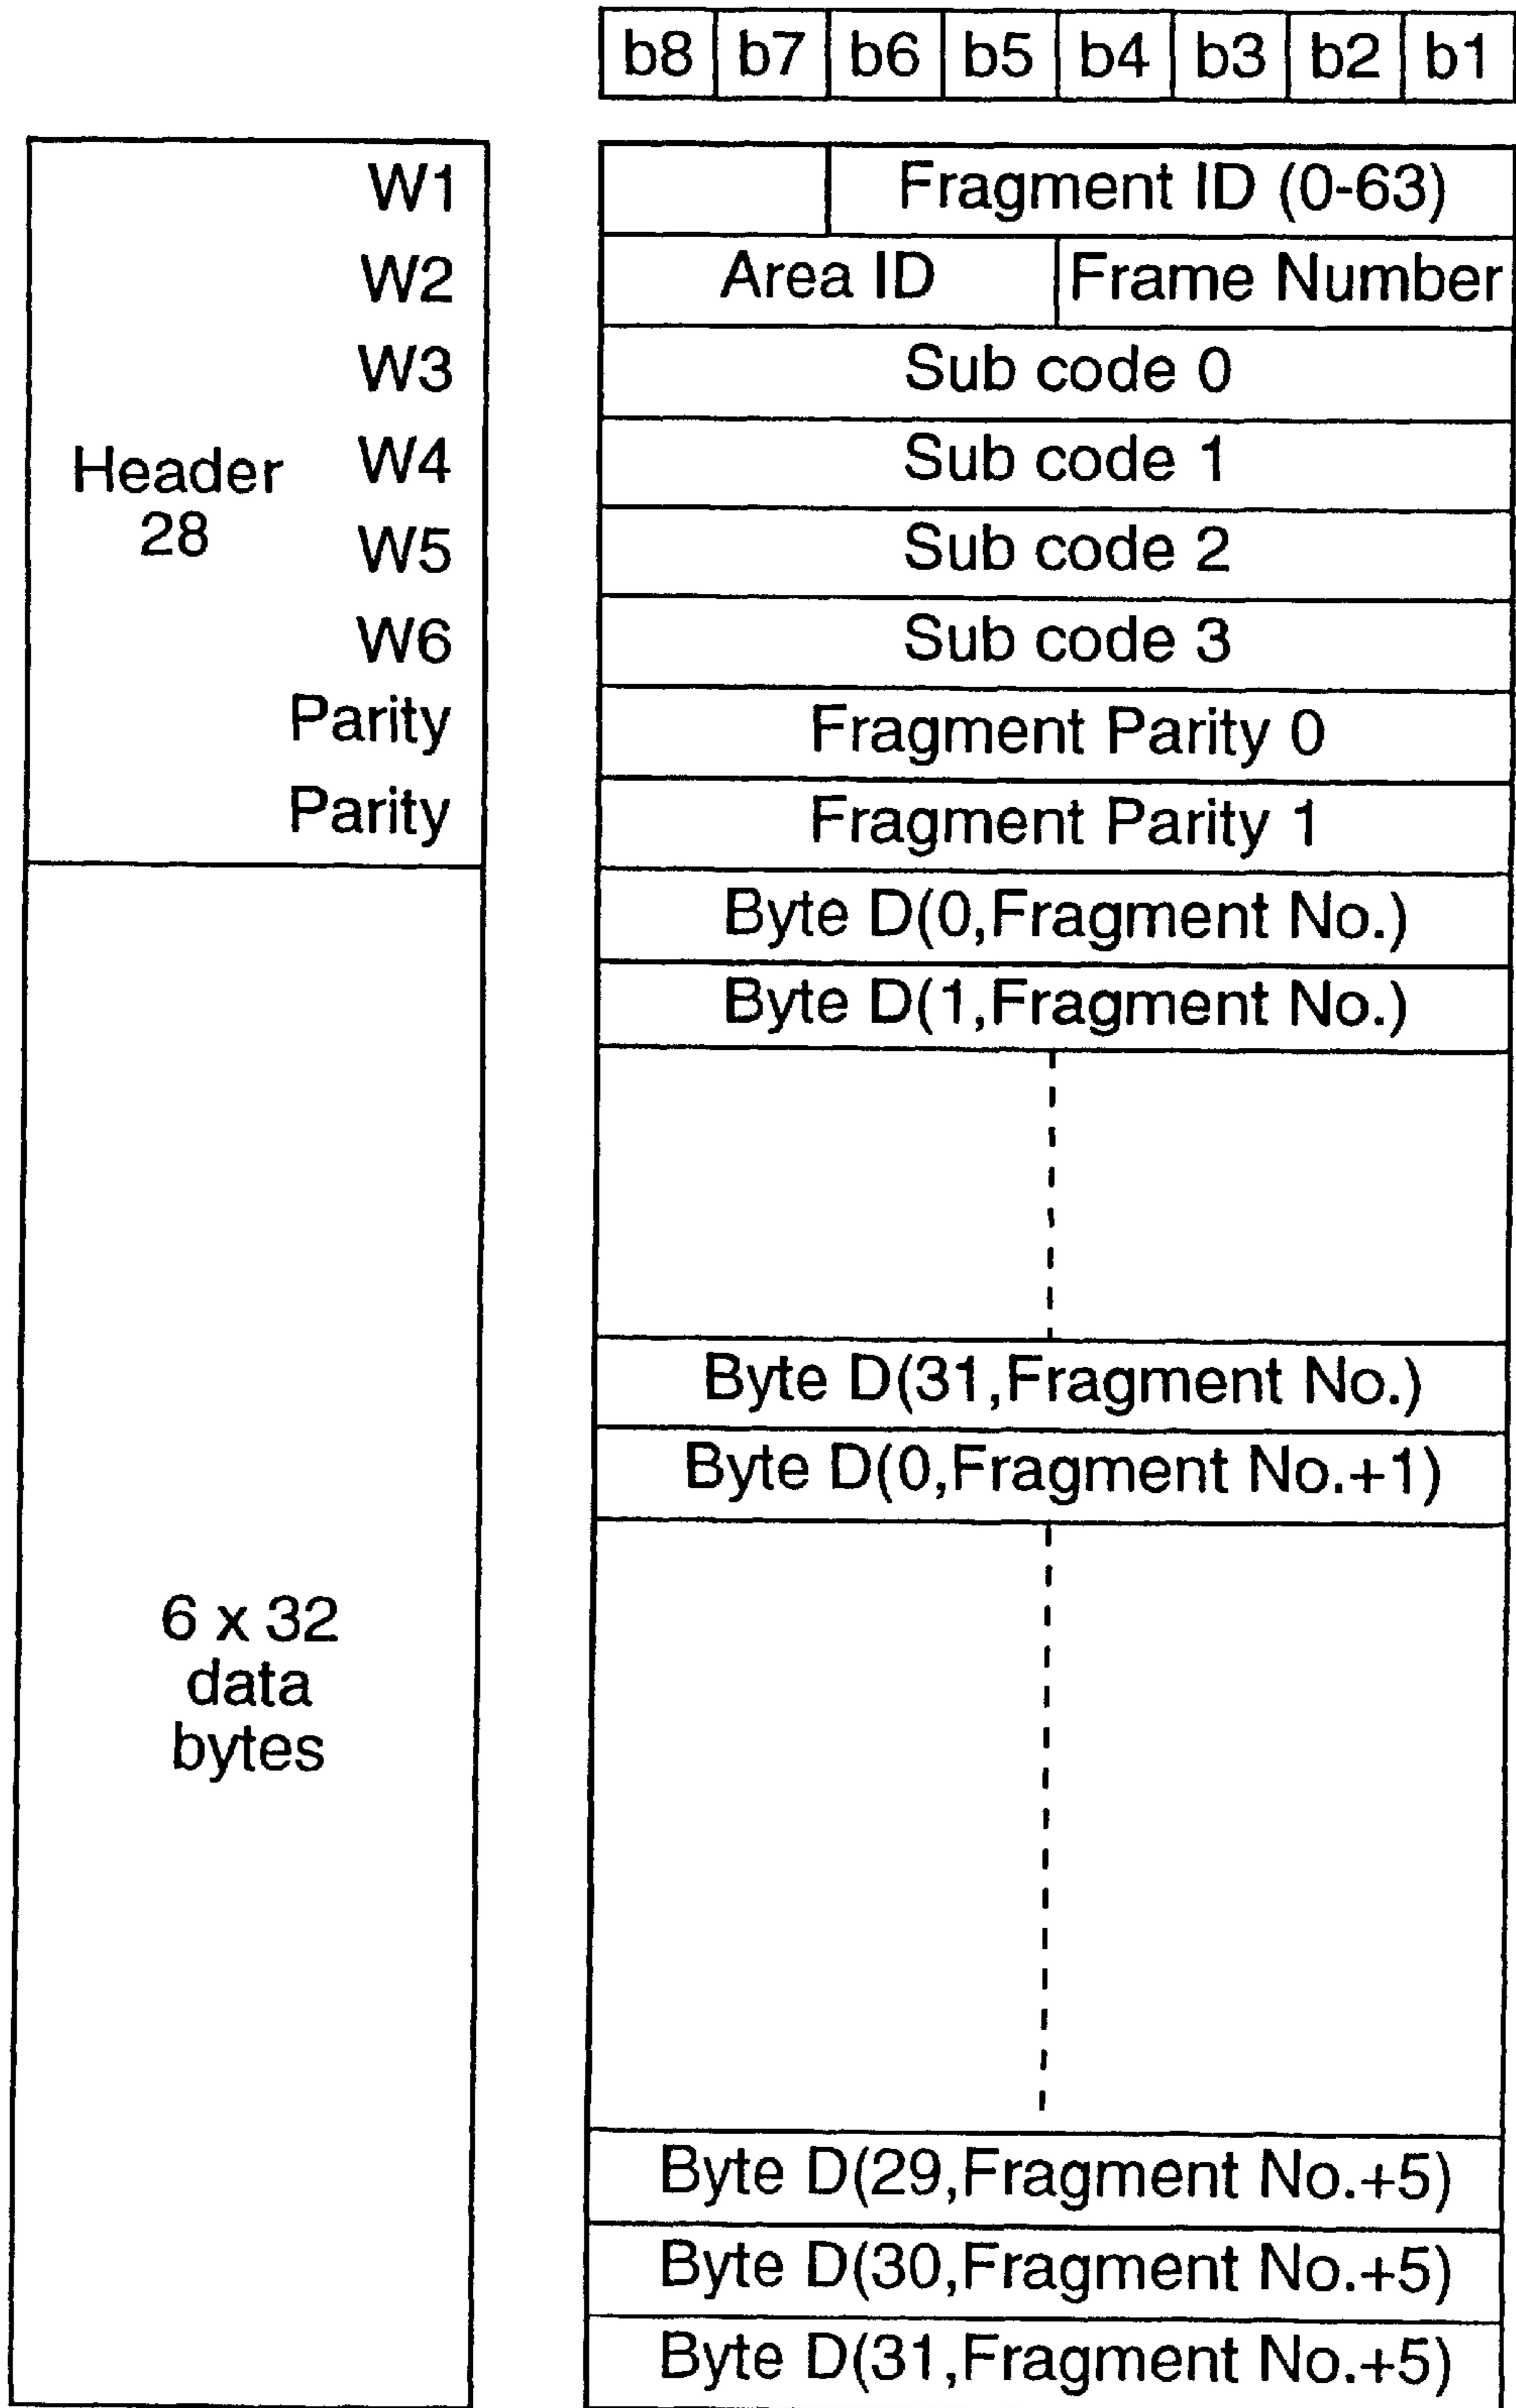 b8 b7 b6 b5 b4 b3 b2 b1
W1 Fragment ID (0-63)
W2 Area ID Frame Number
W3 Sub code 0
Header W4 Sub code 1
28 W5 Sub code 2
W6 Sub code 3
Parity Fragment Parity 0
Parity Fragment Parity 1
Byte D(0,Fragment No.)
Byte D(1,Fragment No.)
Byte D(31,Fragment No.)
Byte D(0,Fragment No.+1)
6 x 32
data
bytes
Byte D(29,Fragment No.+5)
Byte D(30,Fragment No.+5)
Byte D(31,Fragment No.+5)